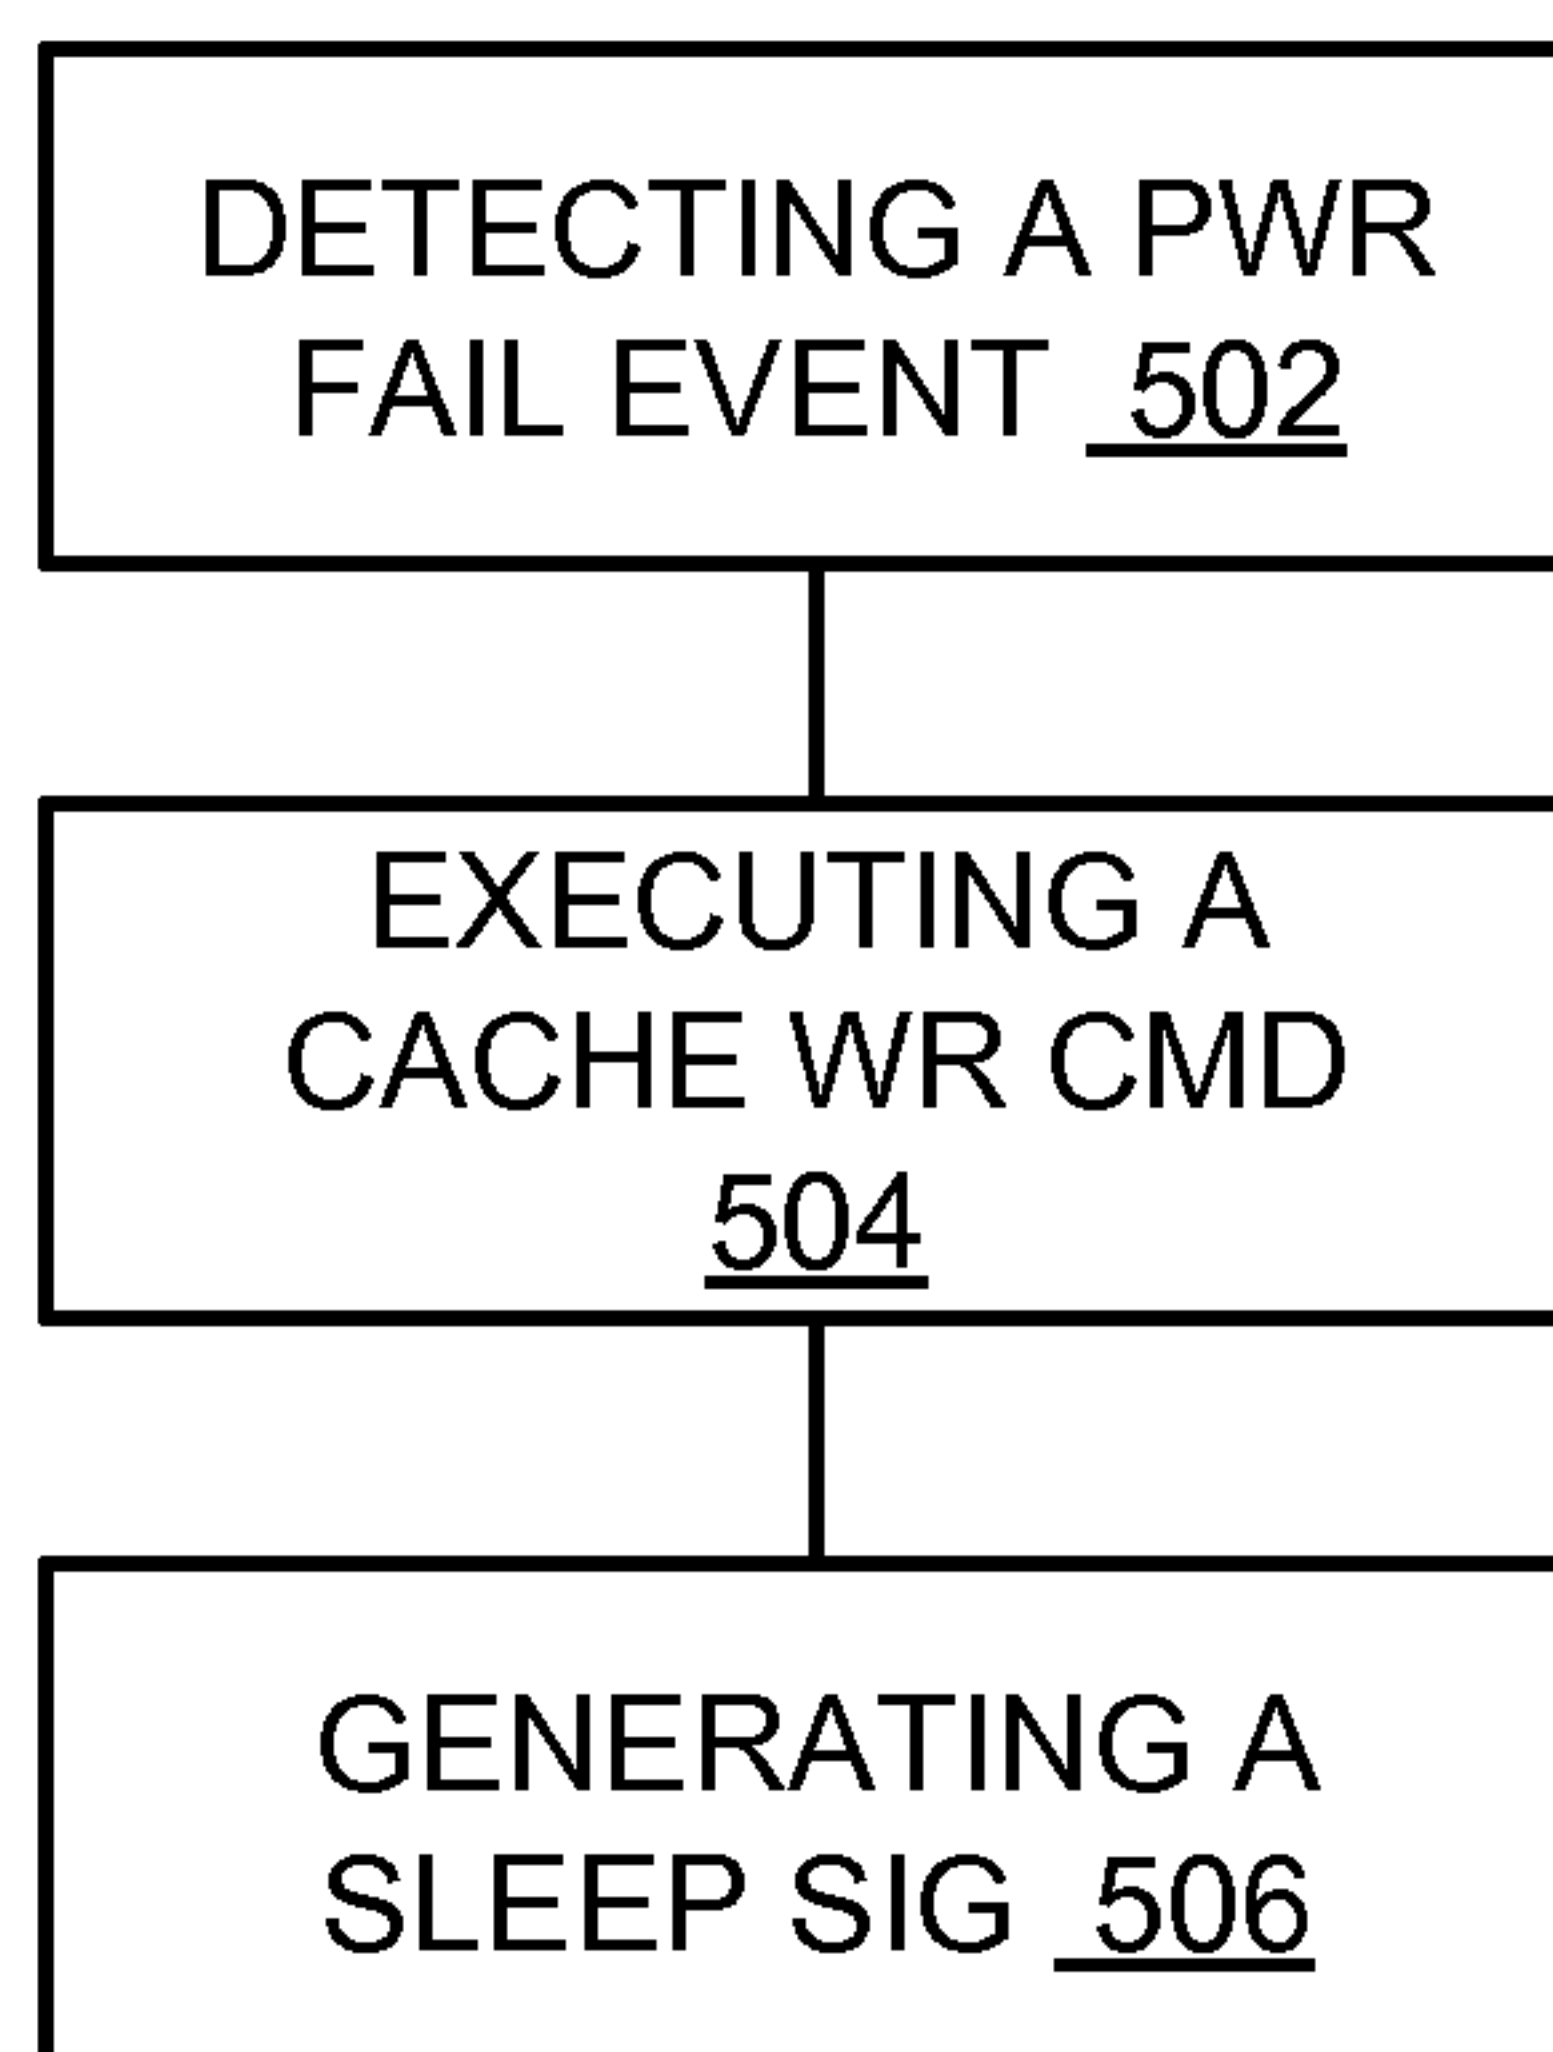 DETECTING A PWR
FAIL EVENT 502
EXECUTING A
CACHE WR CMD
504
GENERATING A
SLEEP SIG 506